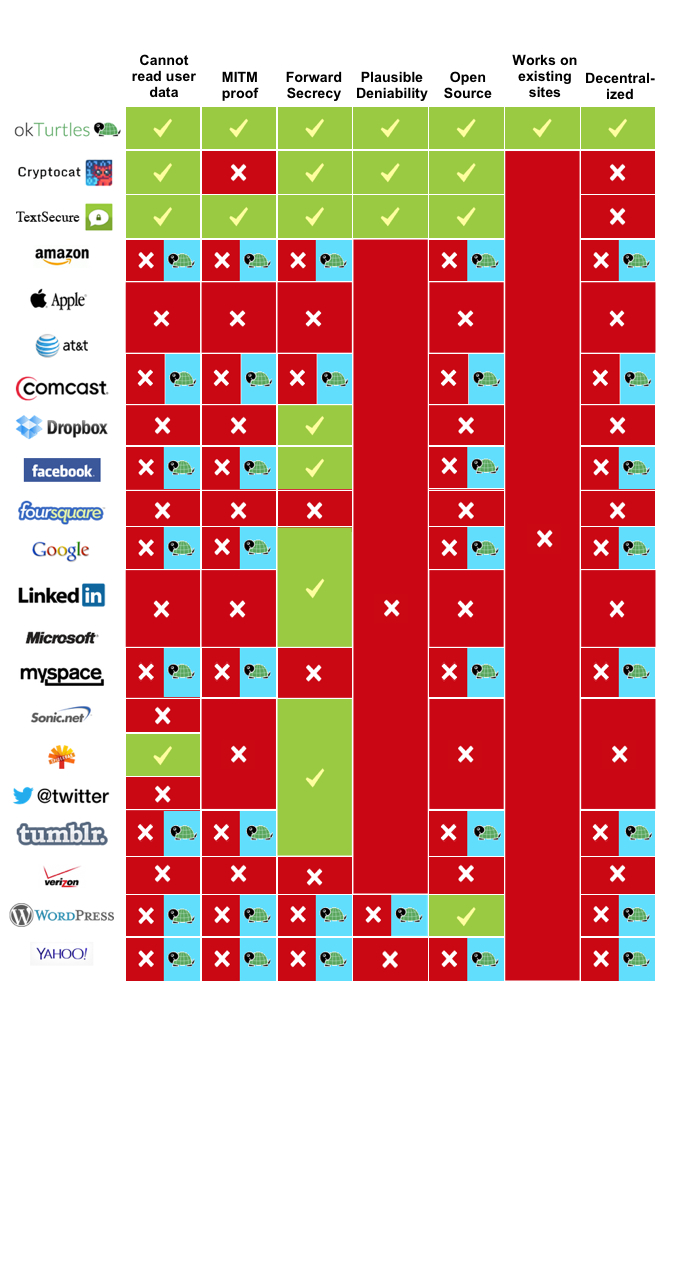 Cannot
read user
data
MITM
proof
Forward
Secrecy
Plausible
Deniability
Open
Source
Works on
existing
sites
Decentral-
ized
okTurtles
Cryptocat
TextSecure
amazon
Apple
at&t
comcast.
Dropbox
facebook.
foursquare
Google
Linked in
Microsoft
myspace
Sonic.net
@twitter
tumblr.
verizon
WORDPRESS
YAHOO!